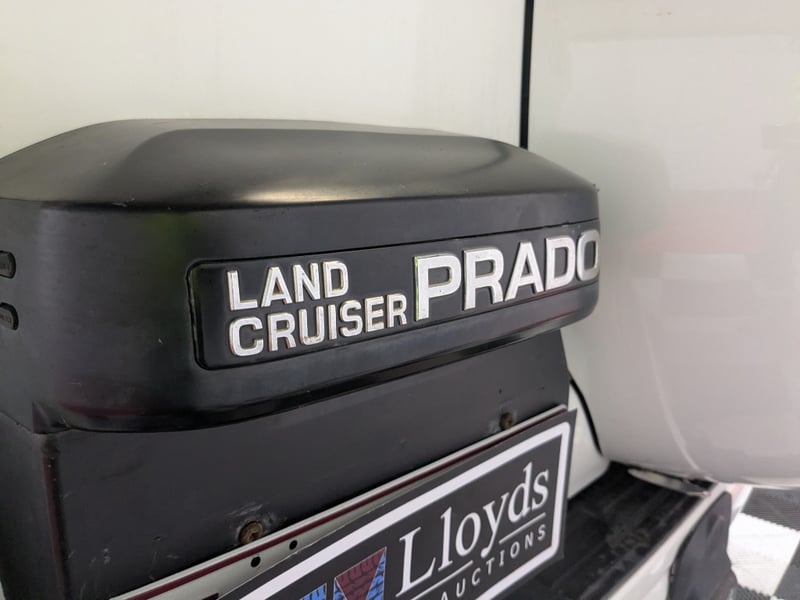 LAND
CRUISER PRADO
Lloyds
AUCTIONS